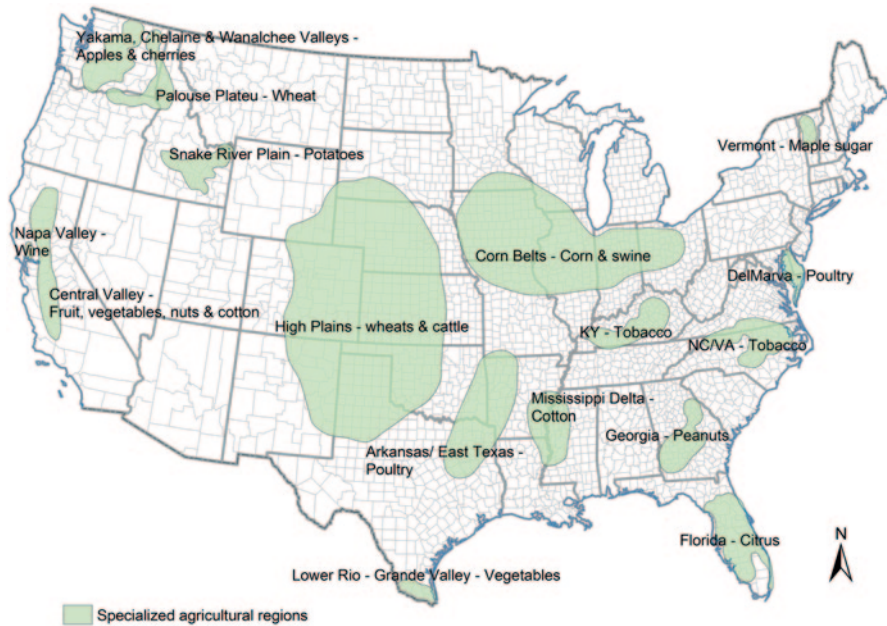 Yakama, Chelaine & Wanalchee Valleys -
Apples & cherries
Palouse Plateu - Wheat
Snake River Plain - Potatoes
Vermont - Maple sugar
Napa Valley -
Wine
Corn Belts - Corn & swine
DelMarva - Poultry
Central Valley -
Fruit, vegetables, nuts & cotton
High Plains - wheats & cattle
KY - Tobacco
NC/VA - Tobacco
Mississippi Delta -
Cotton
Georgia - Peanuts
Arkansas/ East Texas -
Poultry
Florida - Citrus
N
Lower Rio - Grande Valley - Vegetables
Specialized agricultural regions